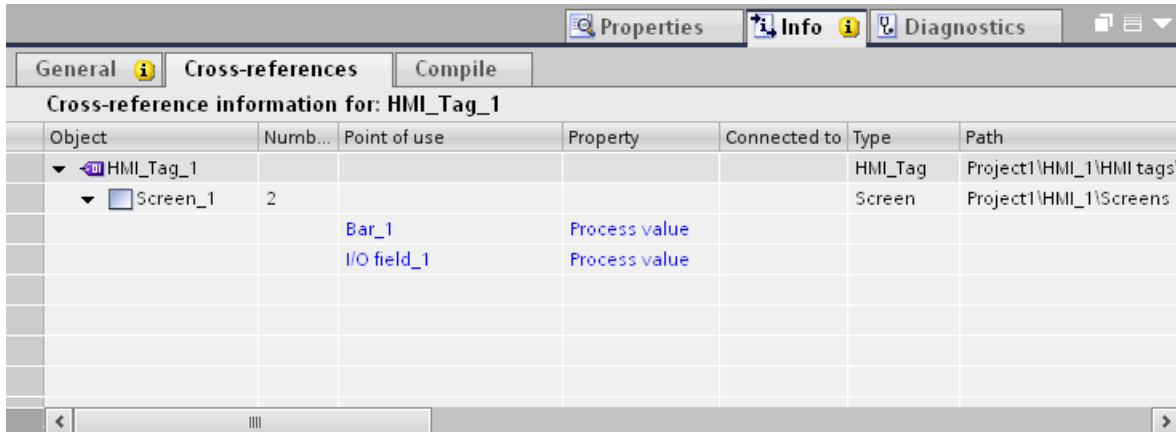 Properties Info Diagnostics
General Cross-references Compile
Cross-reference information for: HMI_Tag_1
Object Numb... Point of use Property Connected to Type Path
HMI_Tag_1 HMI_Tag Project1\HMI_1\HMI tags\
Screen_1 2 Screen Project1\HMI_1\Screens
Bar_1 Process value
I/O field_1 Process value